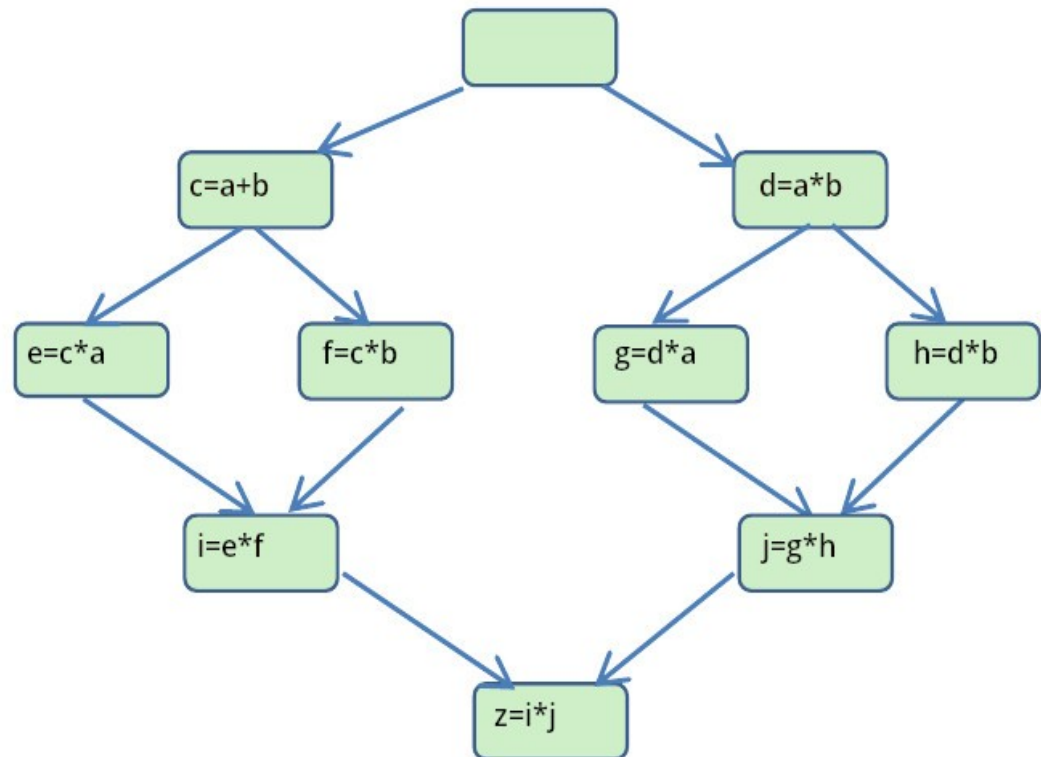 c=a+b
d=a*b
e=c*a
f=c*b
g=d*a
h=d*b
i=e*f
j=g*h
z=i*j